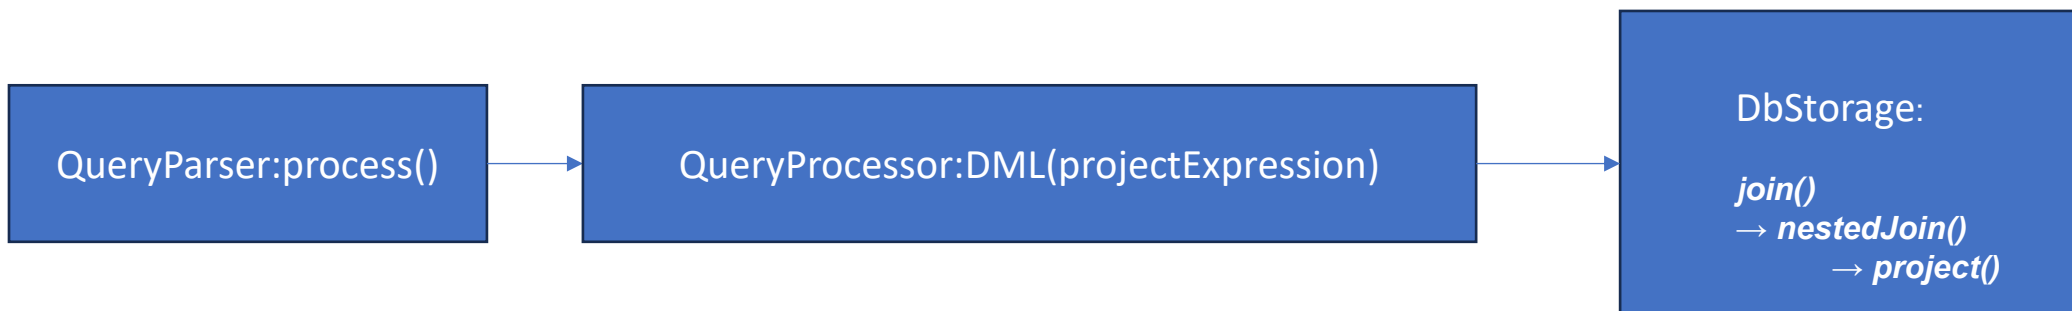 QueryParser:process()
QueryProcessor:DML(projectExpression)
DbStorage:
join()
→ nestedJoin()
→ project()